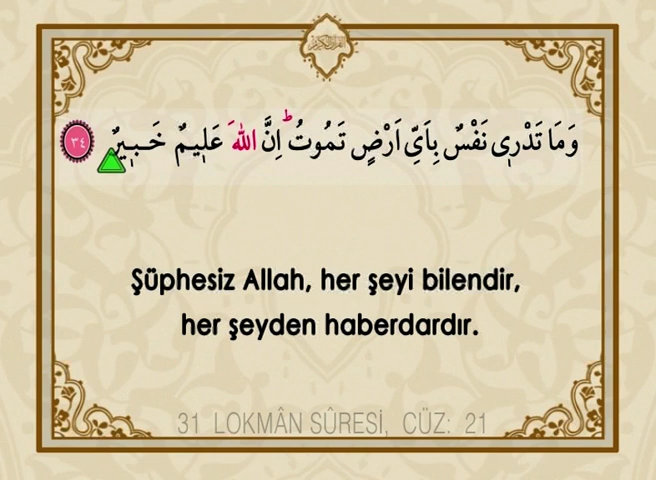 وَمَا تَدْرٖى نَفْسٌ بِاَىِّ اَرْضٍ تَمُوتُ ؕ اِنَّ اللّٰهَ عَلٖيمٌ خَبٖيرٌ ٣٤
Şüphesiz Allah, her şeyi bilendir,
her şeyden haberdardır.
31 LOKMÂN SÛRESİ, CÜZ: 21